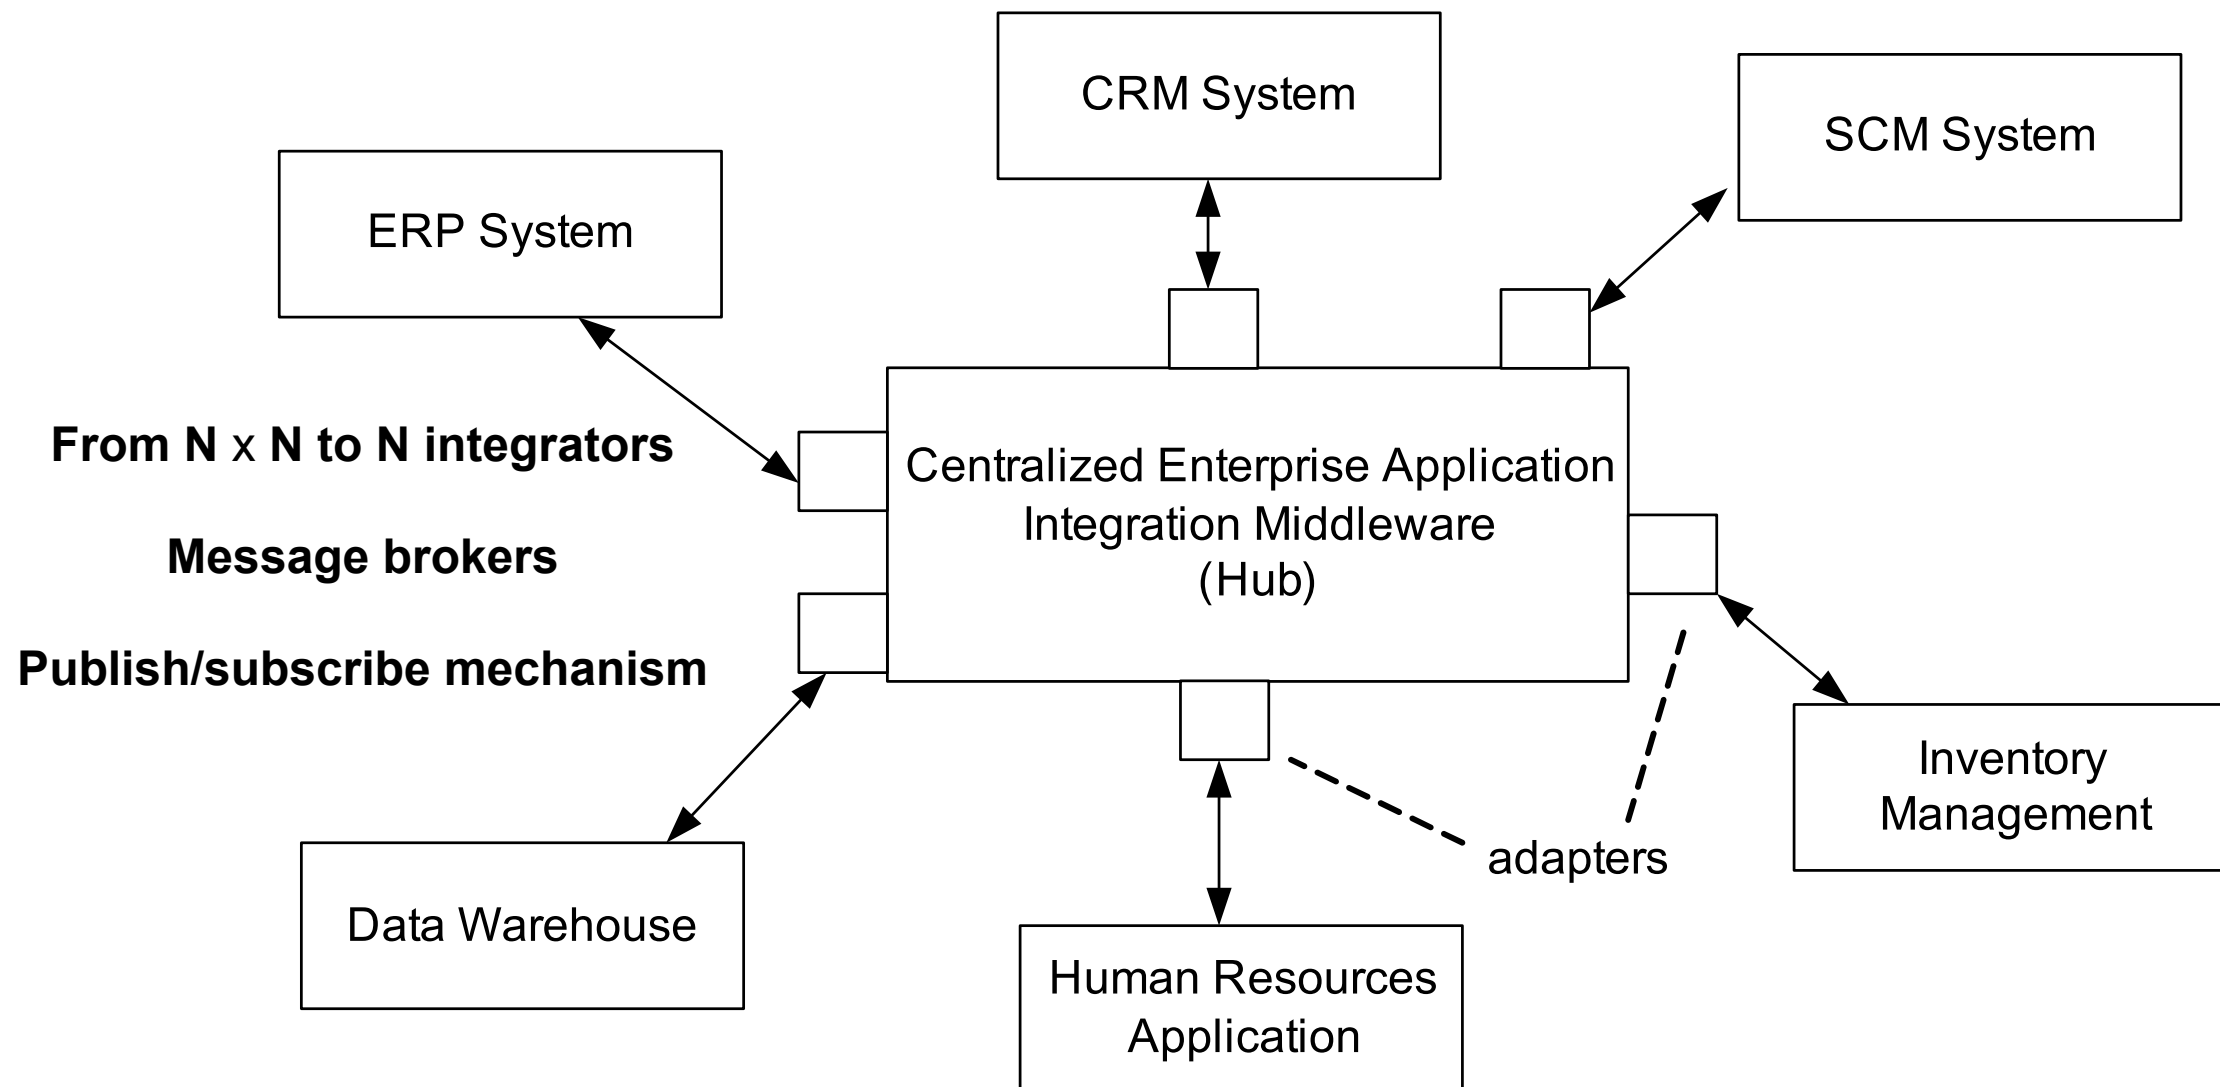 CRM System
SCM System
ERP System
From N x N to N integrators
Message brokers
Publish/subscribe mechanism
Centralized Enterprise Application
Integration Middleware
(Hub)
Inventory
Management
adapters
Data Warehouse
Human Resources
Application